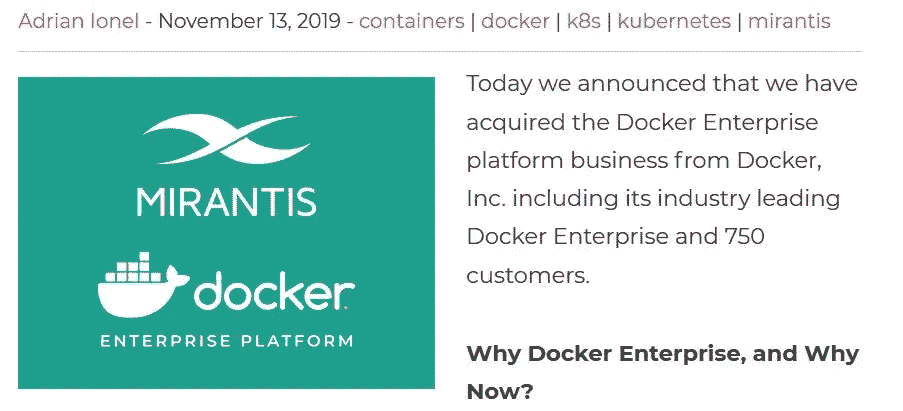 Adrian Ionel - November 13, 2019 - containers | docker | k8s | kubernetes | mirantis
MIRANTIS
docker
ENTERPRISE PLATFORM
Today we announced that we have
acquired the Docker Enterprise
platform business from Docker,
Inc. including its industry leading
Docker Enterprise and 750
customers.
Why Docker Enterprise, and Why
Now?